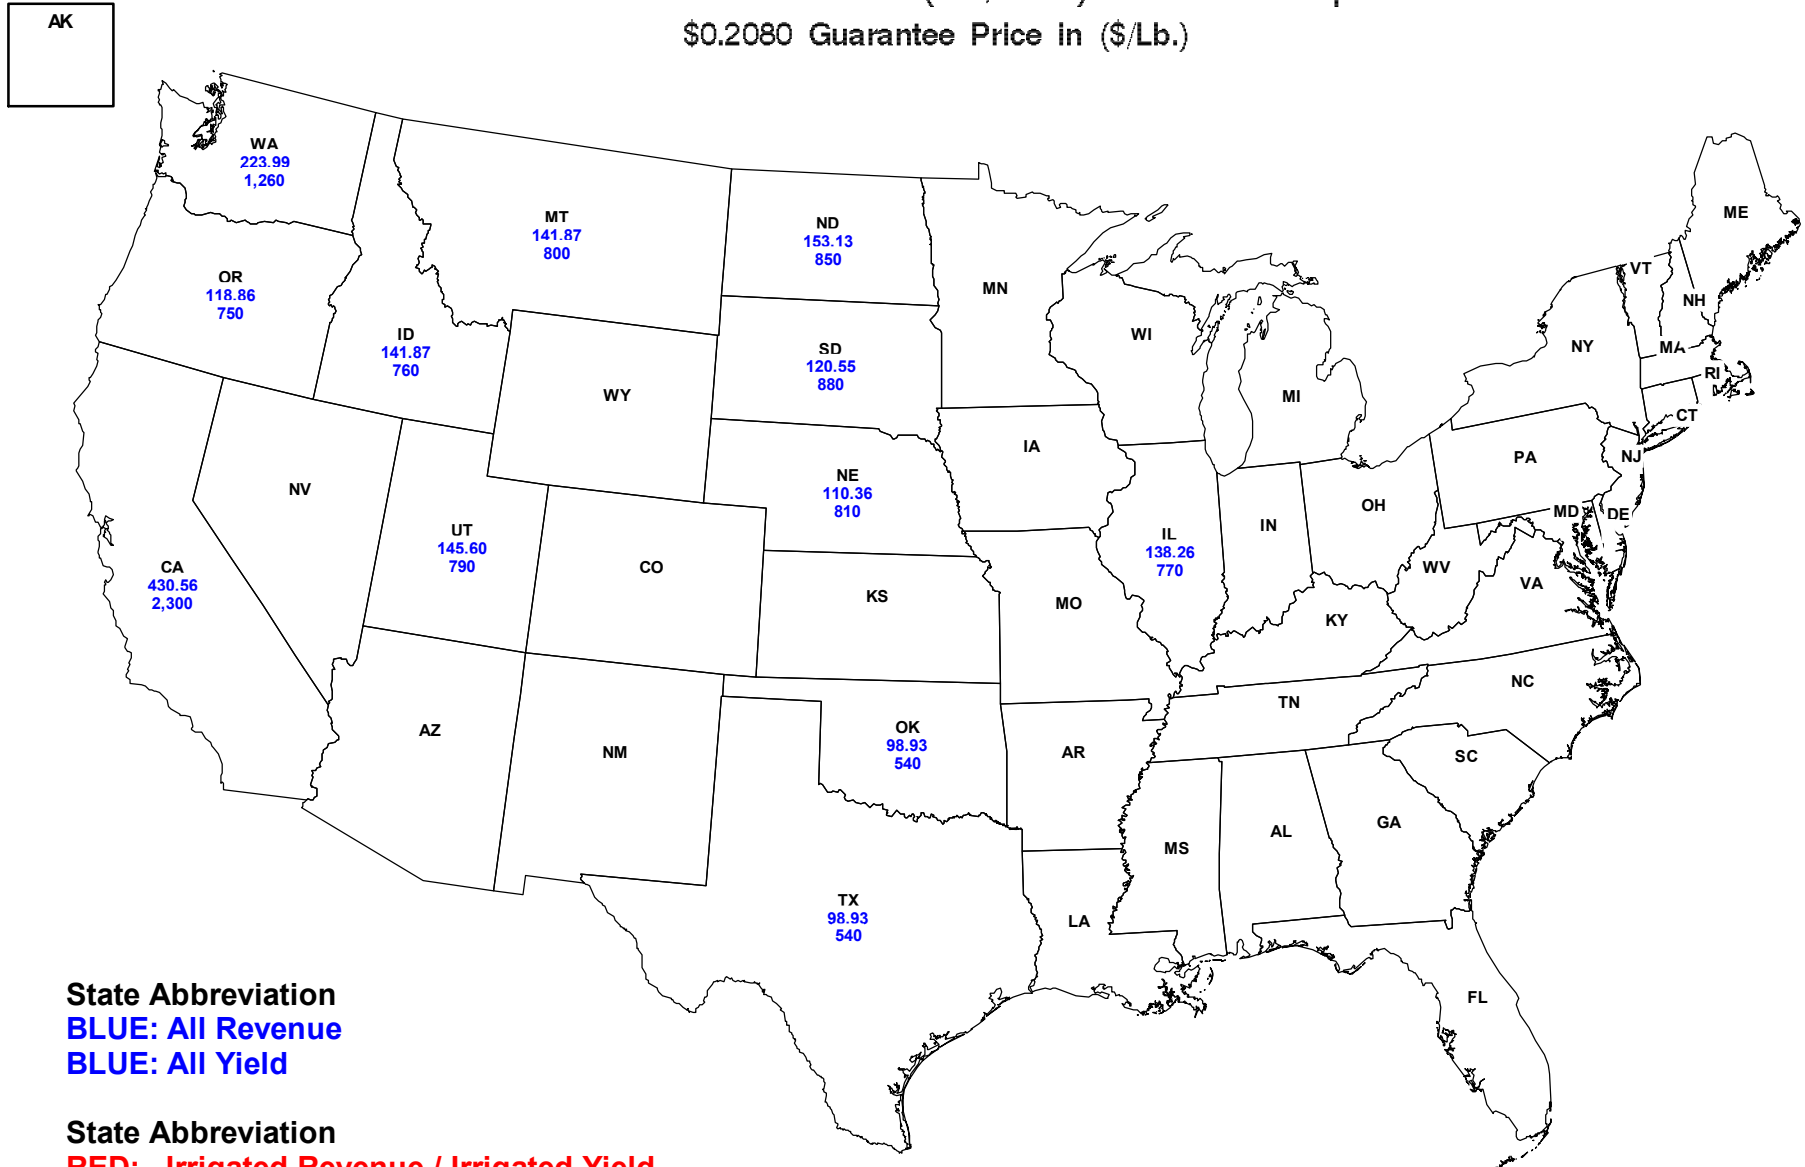 AK
$0.2080 Guarantee Price in ($/Lb.)
WA
223.99
1,260
MT
141.87
800
ND
153.13
850
MN
ME
VT
NH
OR
118.86
750
ID
141.87
760
SD
120.55
880
WI
NY
MA
RI
WY
MI
CT
IA
PA
NJ
NV
NE
110.36
810
OH
MD
DE
UT
145.60
790
IL
138.26
770
IN
CA
430.56
2,300
CO
KS
MO
WV
VA
KY
NC
TN
AZ
NM
OK
98.93
540
AR
SC
MS
AL
GA
TX
98.93
540
LA
FL
State Abbreviation
BLUE: All Revenue
BLUE: All Yield
State Abbreviation
RED: Irrigated Revenue / Irrigated Yield